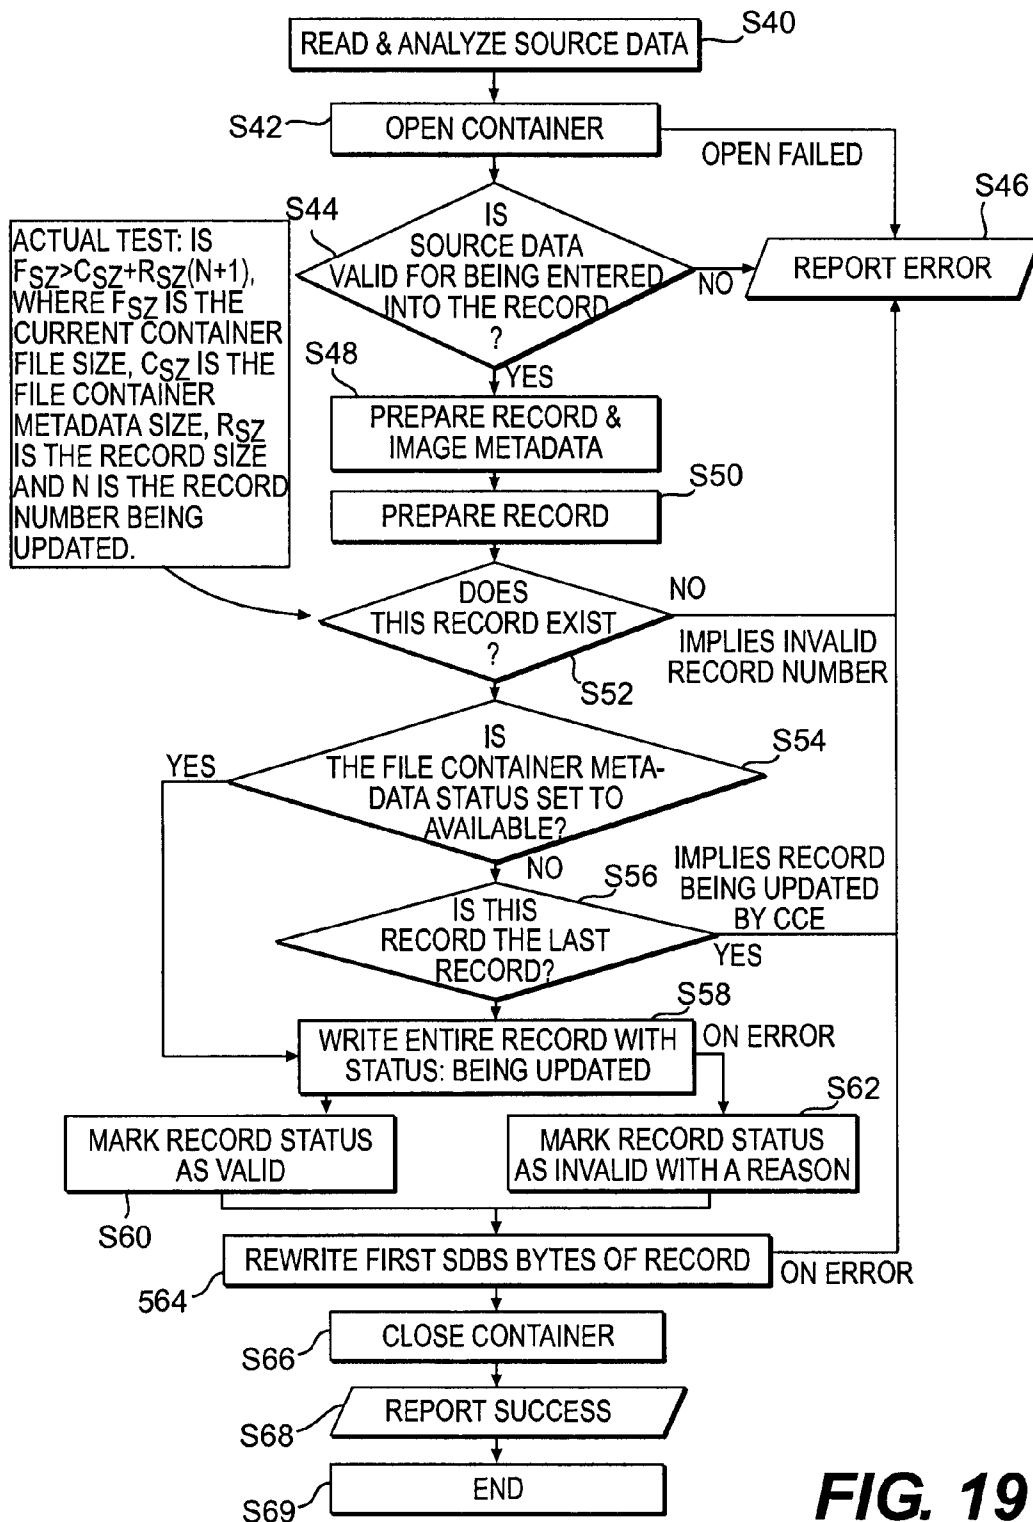 READ & ANALYZE SOURCE DATA
S40
S42
OPEN CONTAINER
OPEN FAILED
S44
IS
SOURCE DATA
VALID FOR BEING ENTERED
INTO THE RECORD
?
NO
S46
REPORT ERROR
ACTUAL TEST: IS
FSZ>CSZ+RSZ(N+1),
WHERE FSZ IS THE
CURRENT CONTAINER
FILE SIZE, CSZ IS THE
FILE CONTAINER
METADATA SIZE, RSZ
IS THE RECORD SIZE
AND N IS THE RECORD
NUMBER BEING
UPDATED.
YES
S48
PREPARE RECORD &
IMAGE METADATA
S50
PREPARE RECORD
DOES
THIS RECORD EXIST
?
S52
NO
IMPLIES INVALID
RECORD NUMBER
IS
THE FILE CONTAINER META-
DATA STATUS SET TO
AVAILABLE?
S54
YES
NO
S56
IS THIS
RECORD THE LAST
RECORD?
IMPLIES RECORD
BEING UPDATED
BY CCE
YES
S58
WRITE ENTIRE RECORD WITH
STATUS: BEING UPDATED
ON ERROR
MARK RECORD STATUS
AS VALID
S60
S62
MARK RECORD STATUS
AS INVALID WITH A REASON
REWRITE FIRST SDBS BYTES OF RECORD
ON ERROR
564
CLOSE CONTAINER
S66
REPORT SUCCESS
S68
END
S69
FIG. 19